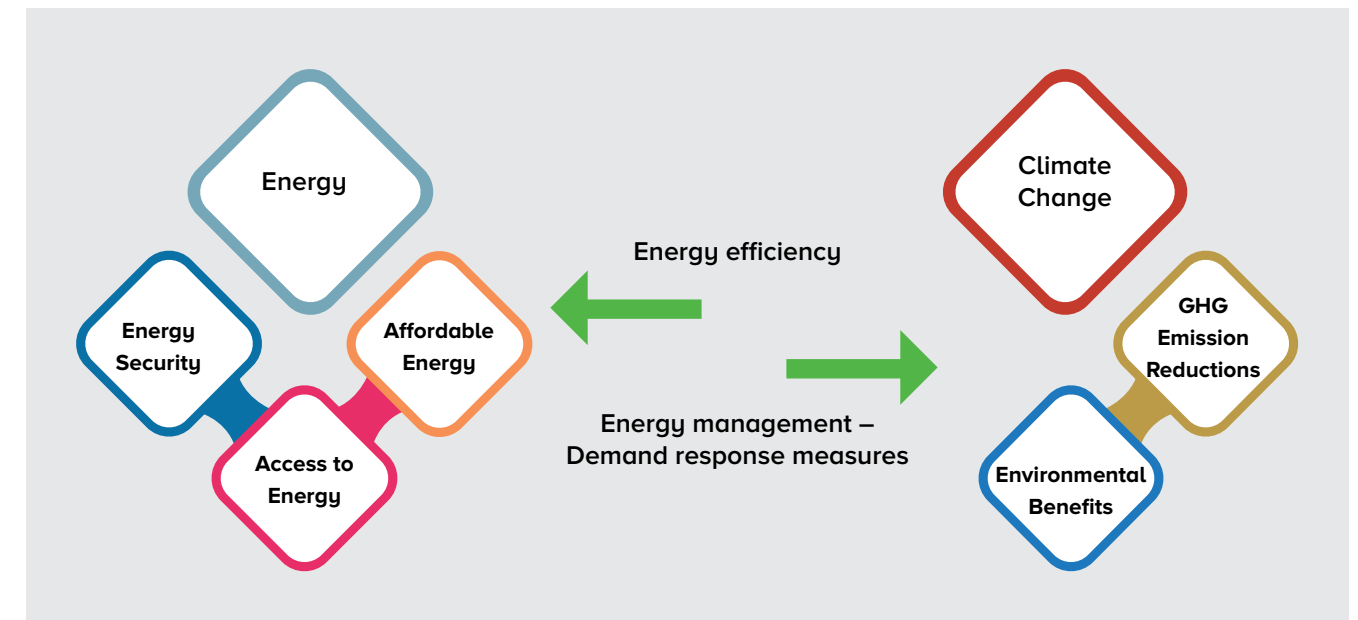 Energy
Energy
Security
Affordable
Energy
Access to
Energy
Energy efficiency
Energy management –
Demand response measures
Climate
Change
GHG
Emission
Reductions
Environmental
Benefits